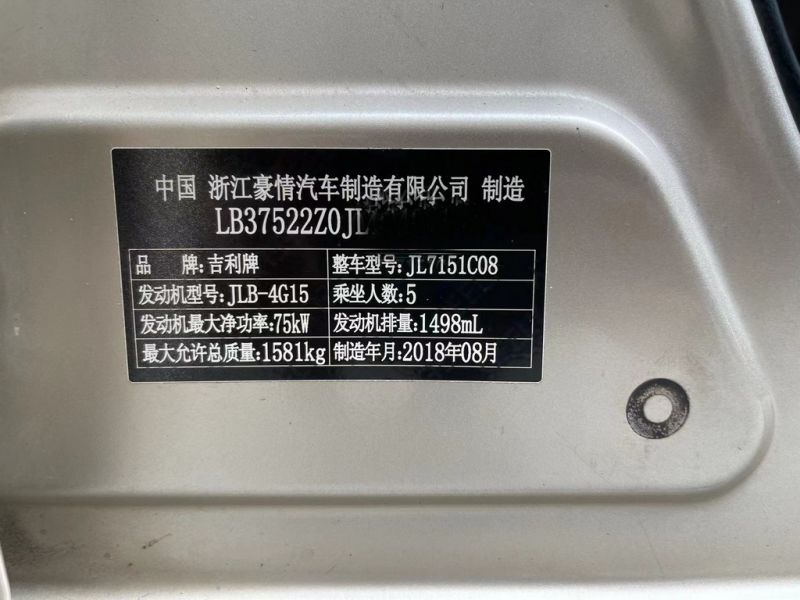 中国 浙江豪情汽车制造有限公司 制造
LB37522Z0JL
品 牌:吉利牌 整车型号:JL7151C08
发动机型号:JLB-4G15 乘坐人数:5
发动机最大净功率:75kW 发动机排量:1498mL
最大允许总质量:1581kg 制造年月:2018年08月